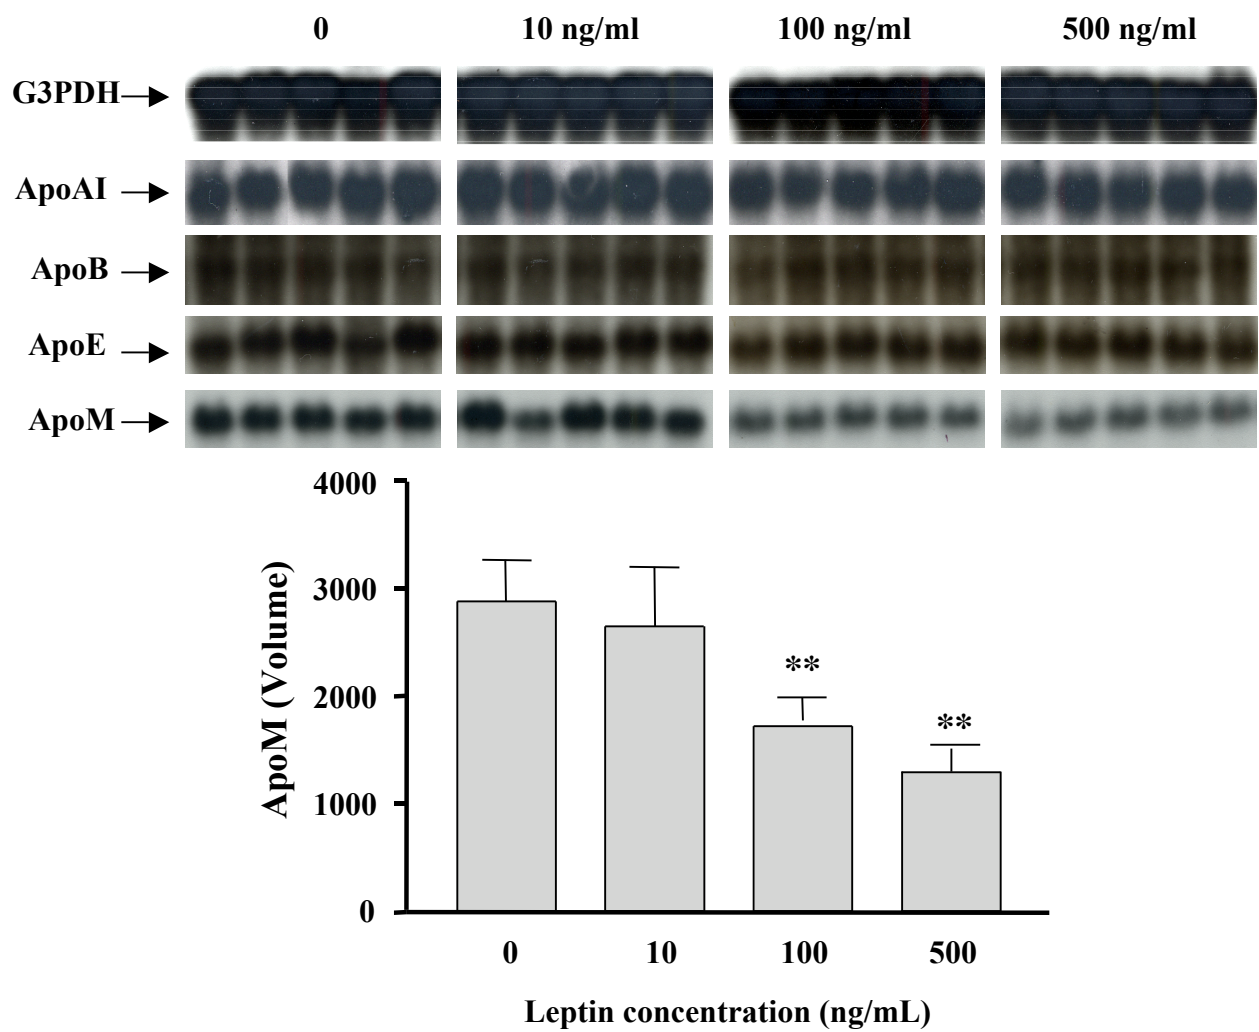 0 10 ng/ml 100 ng/ml 500 ng/ml
G3PDH
ApoAI
ApoB
ApoE
ApoM
4000
3000
2000
1000
0
ApoM (Volume)
**
**
0 10 100 500
Leptin concentration (ng/mL)